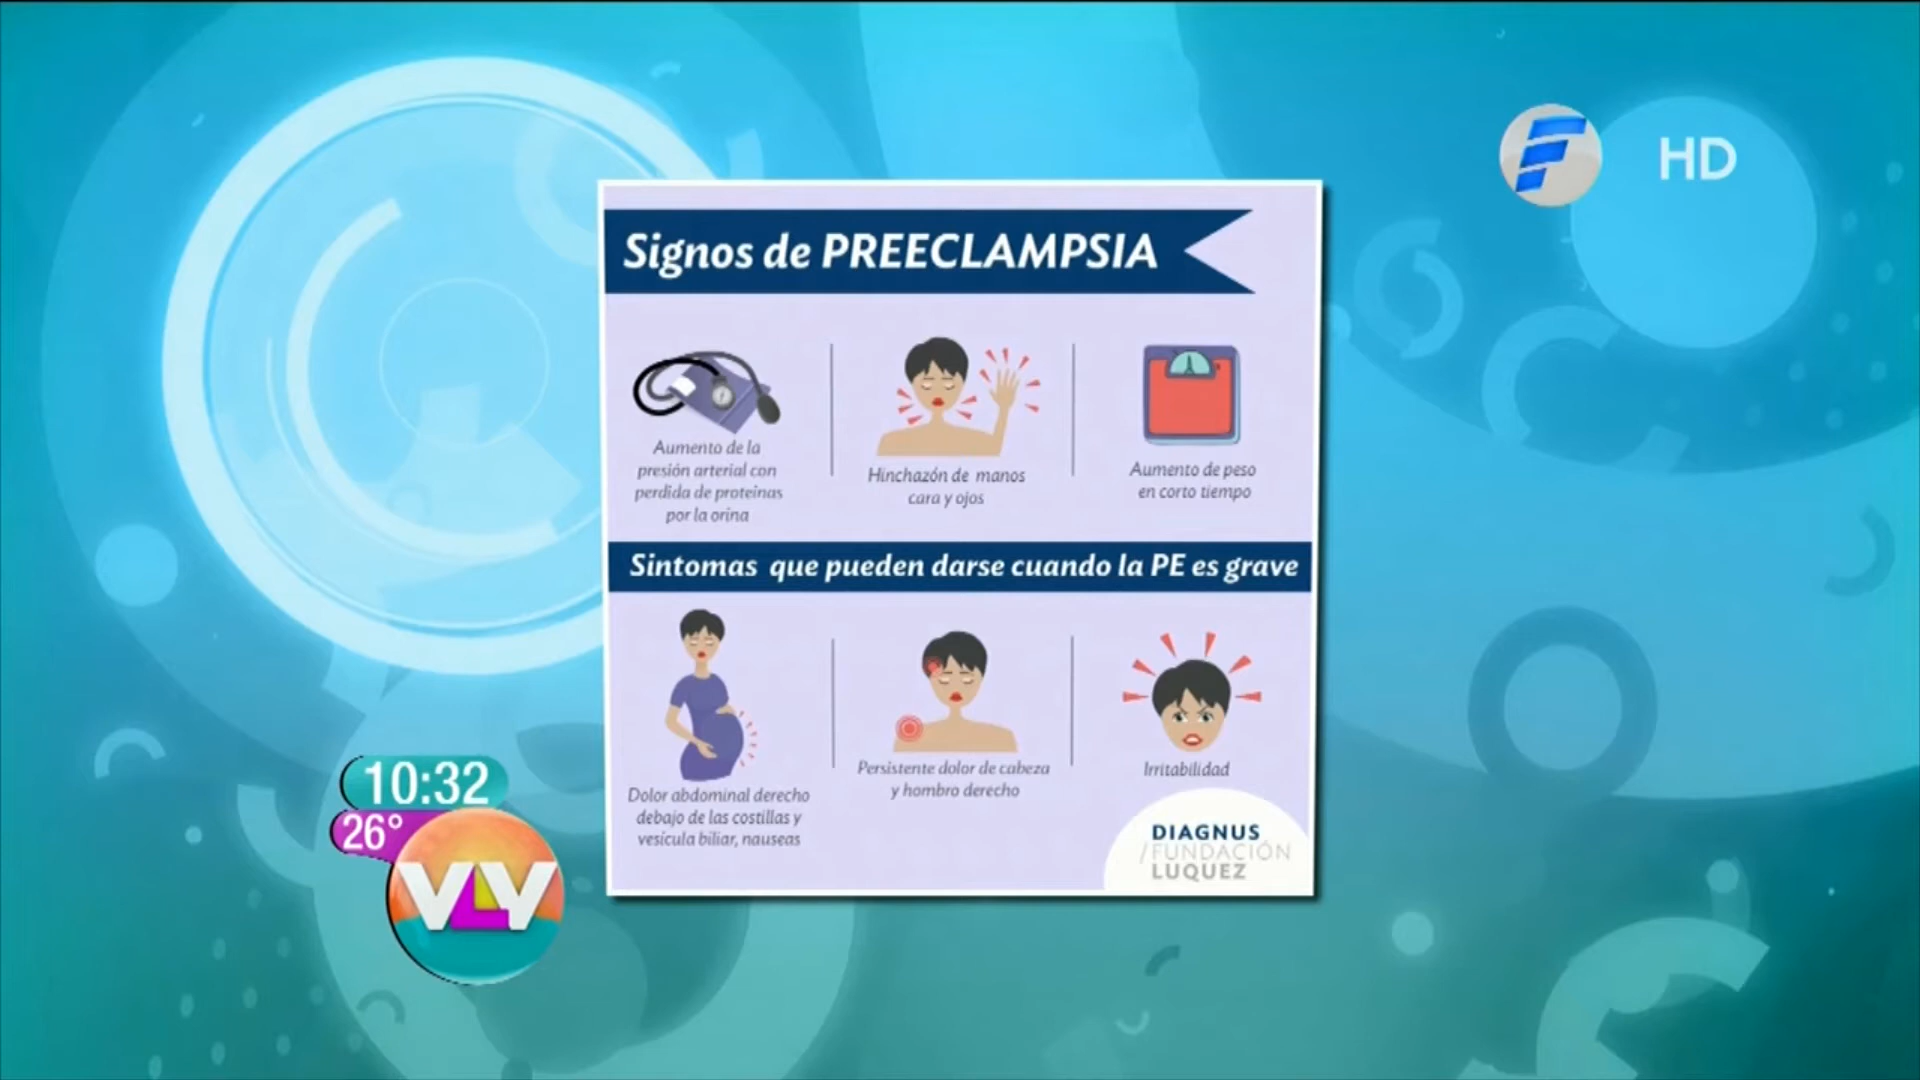 HD
Signos de PREECLAMPSIA
Aumento de la
presión arterial con
perdida de proteinas
por la orina
Hinchazón de manos
cara y ojos
Aumento de peso
en corto tiempo
Sintomas que pueden darse cuando la PE es grave
Dolor abdominal derecho
debajo de las costillas y
vesícula biliar, nauseas
Persistente dolor de cabeza
y hombro derecho
Irritabilidad
DIAGNUS
/FUNDACIÓN
LUQUEZ
10:32
26°
VLY